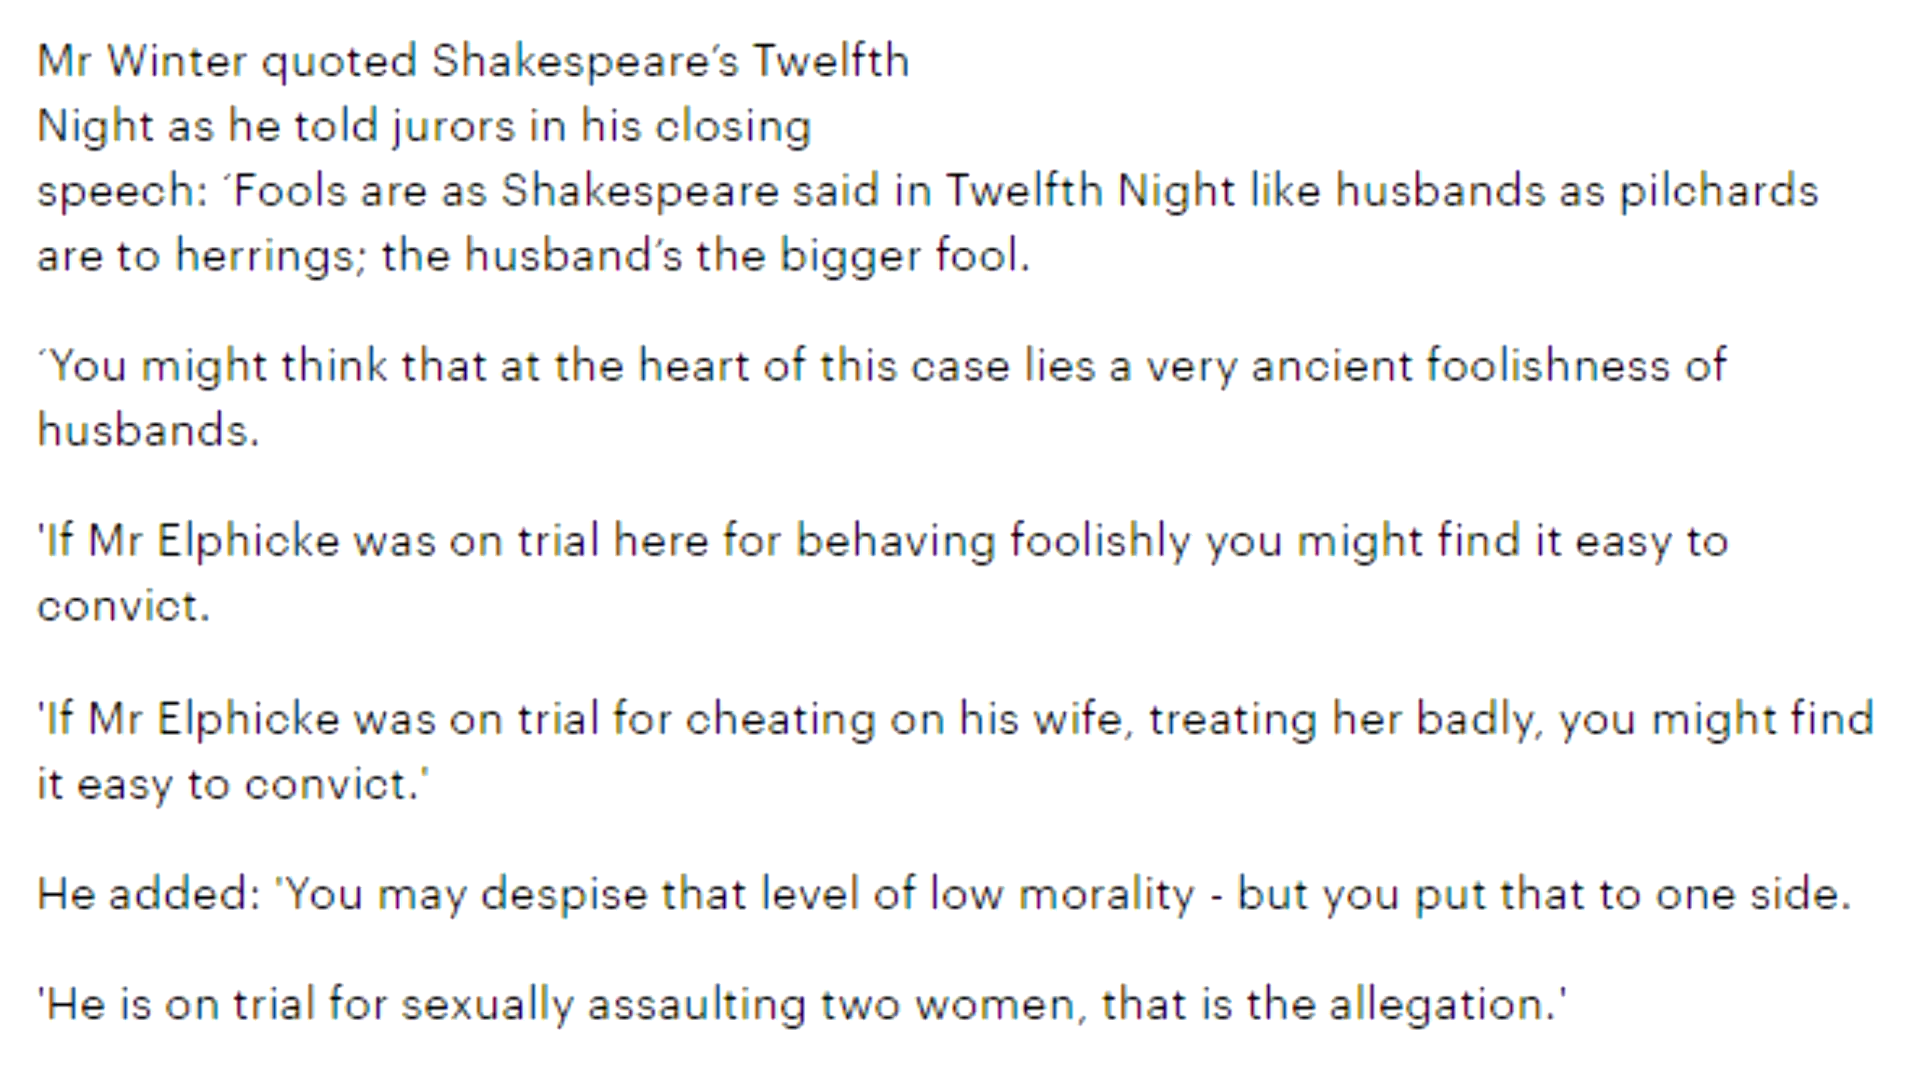 Mr Winter quoted Shakespeare´s Twelfth
Night as he told jurors in his closing
speech: ´Fools are as Shakespeare said in Twelfth Night like husbands as pilchards
are to herrings; the husband´s the bigger fool.
´You might think that at the heart of this case lies a very ancient foolishness of
husbands.
'If Mr Elphicke was on trial here for behaving foolishly you might find it easy to
convict.
'If Mr Elphicke was on trial for cheating on his wife, treating her badly, you might find
it easy to convict.'
He added: 'You may despise that level of low morality - but you put that to one side.
'He is on trial for sexually assaulting two women, that is the allegation.'